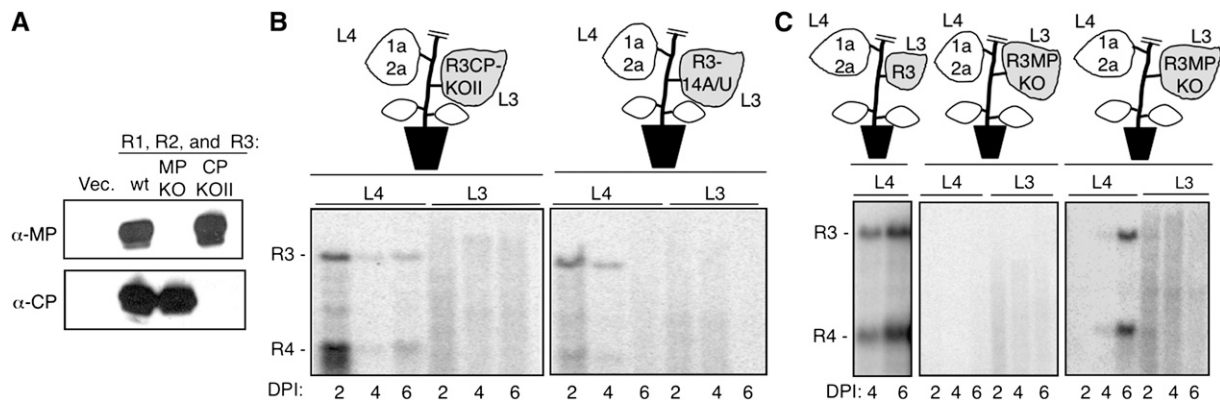 A
R1, R2, and R3:
Vec. wt MP KO CP KOII
α-MP
α-CP
B
L4 1a 2a R3CP-KOII L3
L4 1a 2a R3-14A/U L3
L4 L3 L4 L3
R3 -
R4 -
DPI: 2 4 6 2 4 6 2 4 6 2 4 6
C
L4 1a 2a L3 R3
L4 1a 2a L3 R3MP KO
L4 1a 2a L3 R3MP KO
L4 L4 L3 L4 L3
R3 -
R4 -
DPI: 4 6 2 4 6 2 4 6 2 4 6 2 4 6